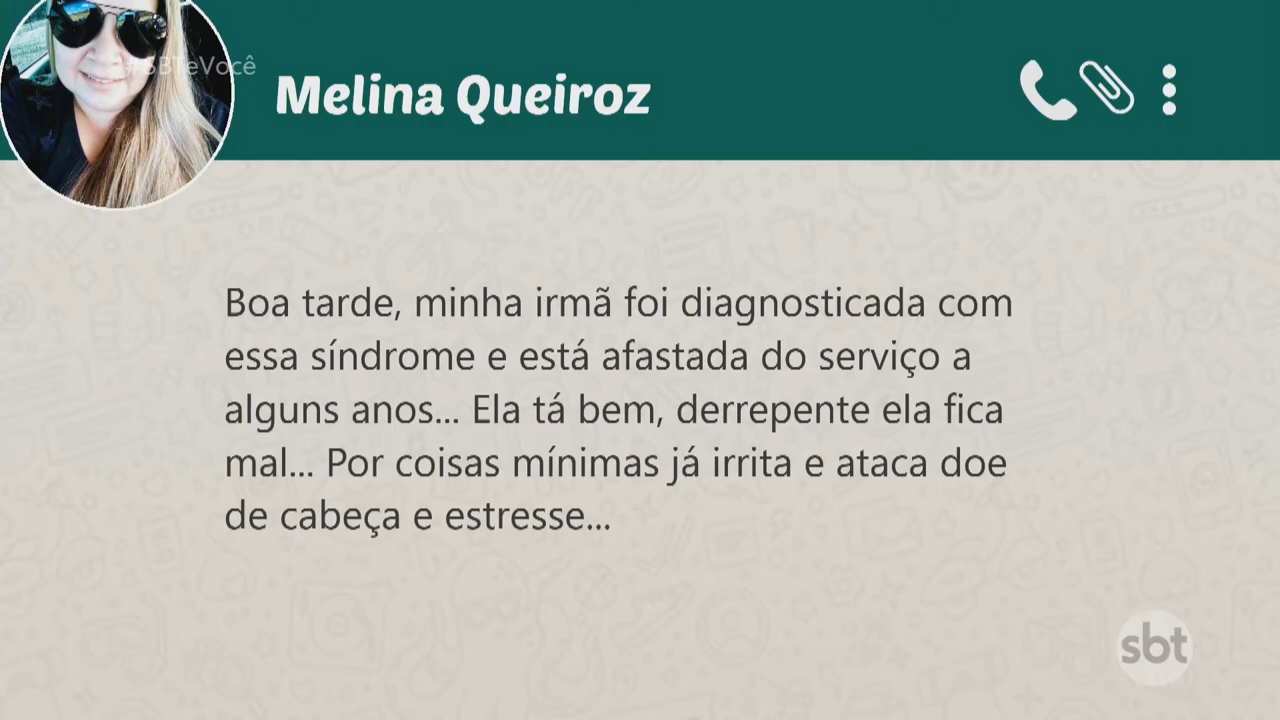 #SBTeVocê
Melina Queiroz
Boa tarde, minha irmã foi diagnosticada com
essa síndrome e está afastada do serviço a
alguns anos... Ela tá bem, derrepente ela fica
mal... Por coisas mínimas já irrita e ataca doe
de cabeça e estresse...
sbt